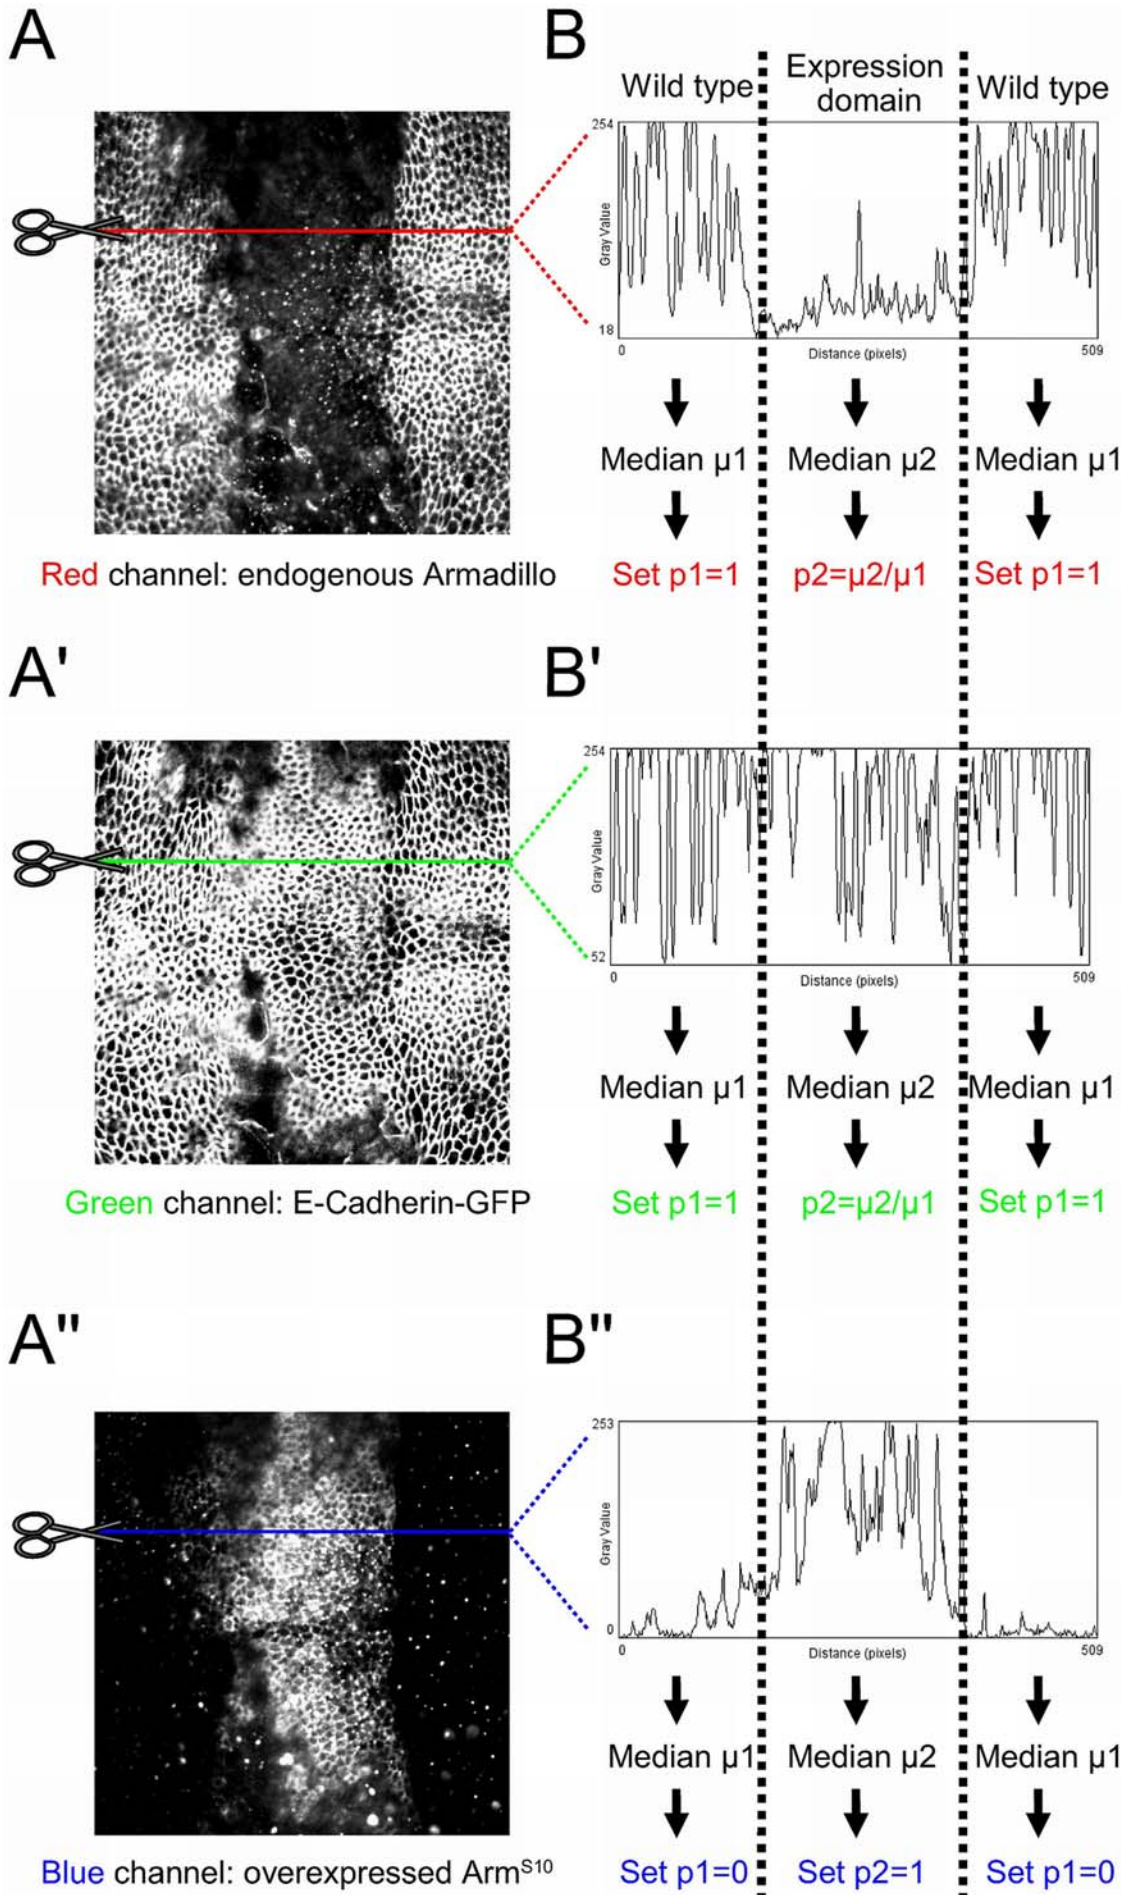 A
B
Wild type
Expression
domain
Wild type
254
Gray Value
18
0
Distance (pixels)
509
Median µ1
Median µ2
Median µ1
Set p1=1
p2=µ2/µ1
Set p1=1
Red channel: endogenous Armadillo
A'
B'
254
Gray Value
52
0
Distance (pixels)
509
Median µ1
Median µ2
Median µ1
Set p1=1
p2=µ2/µ1
Set p1=1
Green channel: E-Cadherin-GFP
A"
B"
253
Gray Value
0
0
Distance (pixels)
509
Median µ1
Median µ2
Median µ1
Set p1=0
Set p2=1
Set p1=0
Blue channel: overexpressed Arm^S10